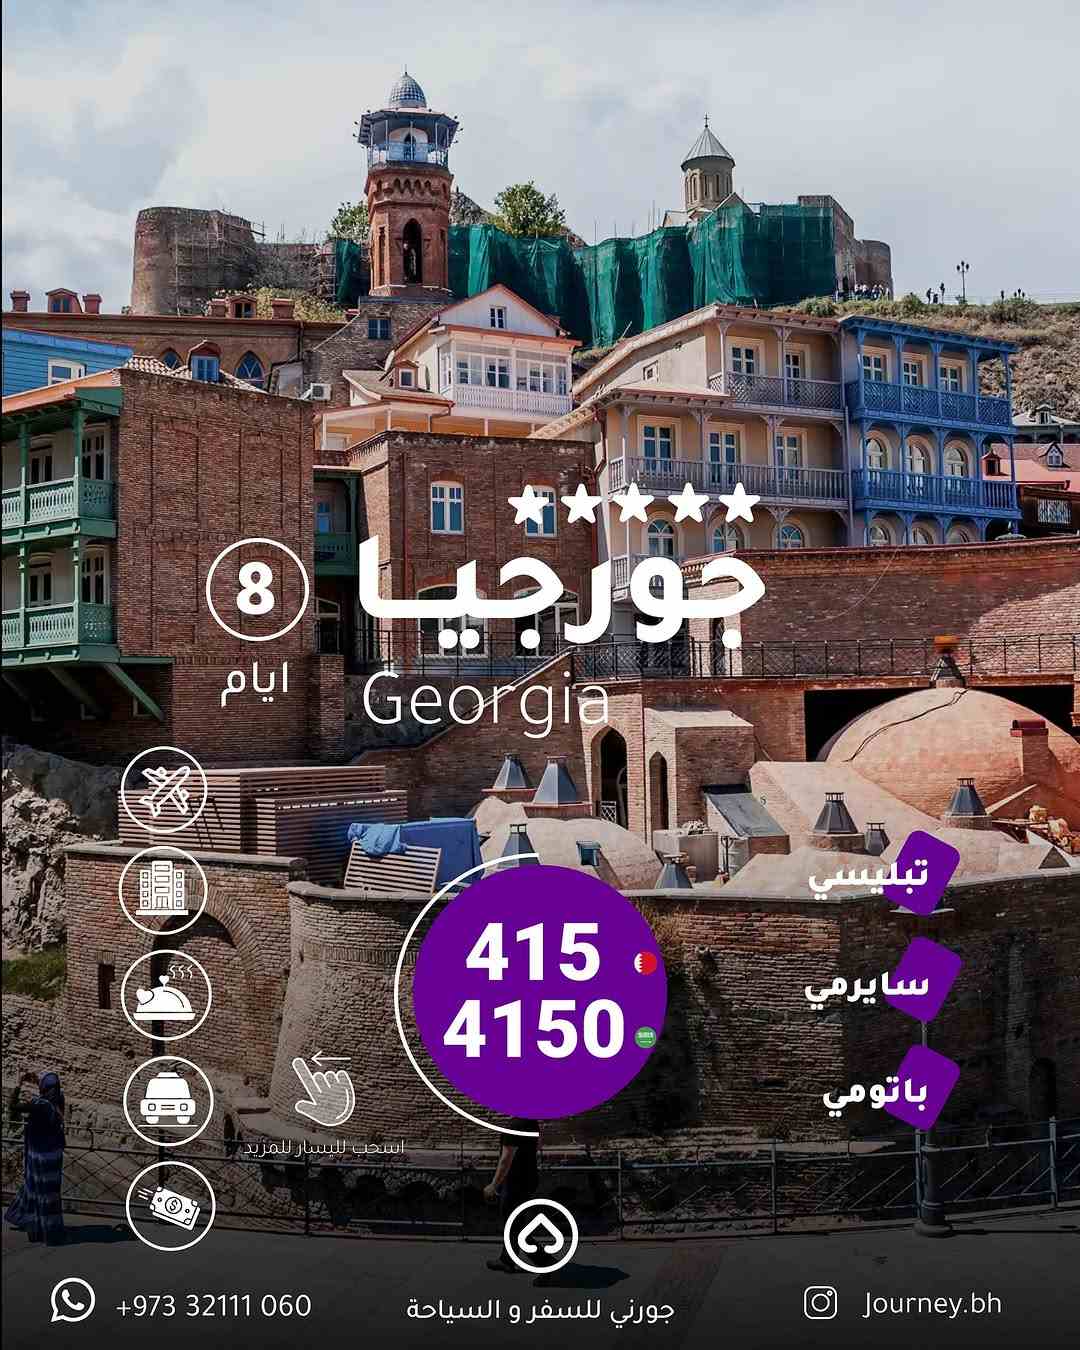 جورجيا
Georgia
8
ايام
تبليسي
سايرمي
باتومي
415
4150
اسحب لليسار للمزيد
جورني للسفر و السياحة
+973 32111 060
Journey.bh